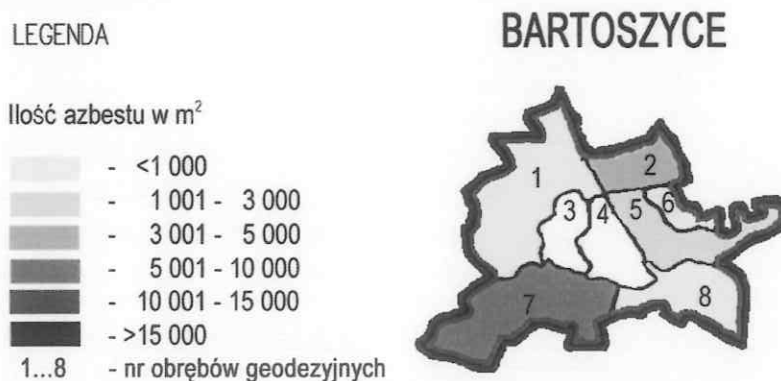 LEGENDA
BARTOSZYCE
Ilość azbestu w m²
- <1 000
- 1 001 - 3 000
- 3 001 - 5 000
- 5 001 - 10 000
- 10 001 - 15 000
- >15 000
1...8 - nr obrębów geodezyjnych
1
2
3
4
5
6
7
8